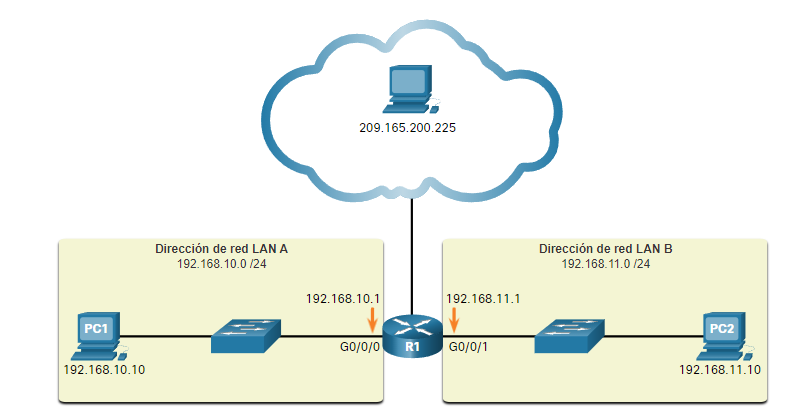 209.165.200.225
Dirección de red LAN A
192.168.10.0 /24
Dirección de red LAN B
192.168.11.0 /24
192.168.10.1
192.168.11.1
PC1
PC2
G0/0/0
R1
G0/0/1
192.168.10.10
192.168.11.10